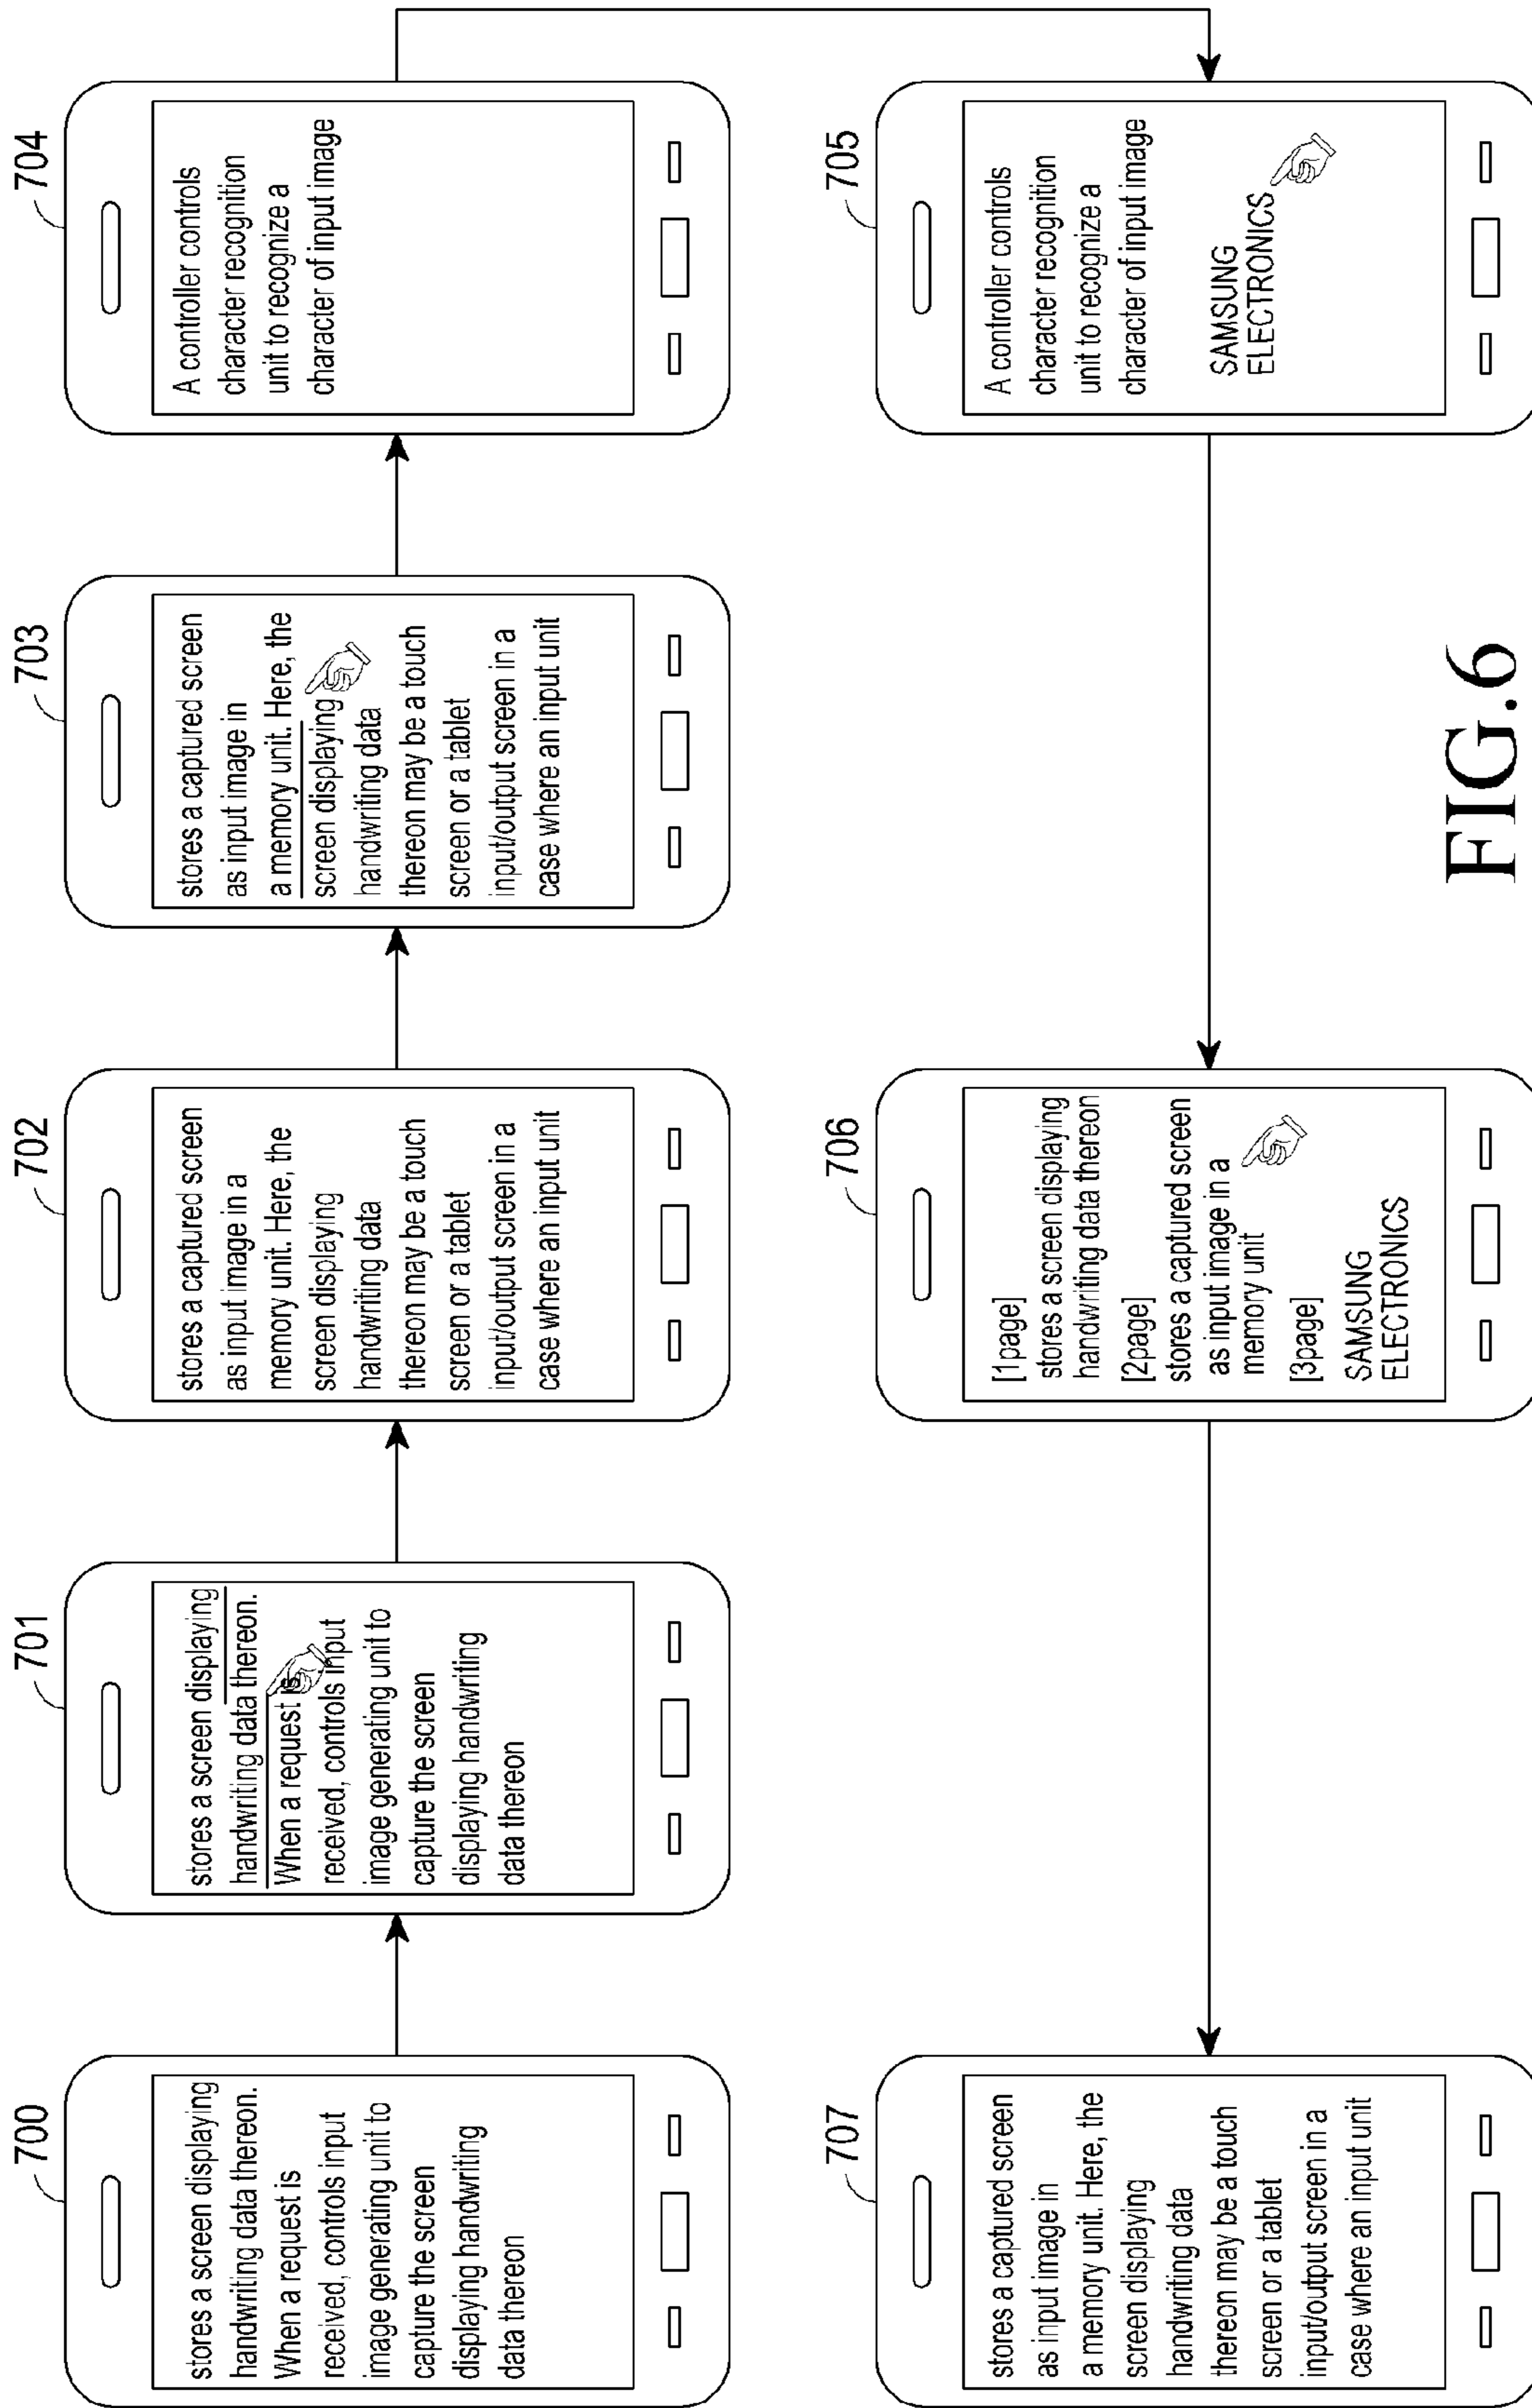 700
stores a screen displaying
handwriting data thereon.
When a request is
received, controls input
image generating unit to
capture the screen
displaying handwriting
data thereon
701
stores a screen displaying
handwriting data thereon.
When a request is
received, controls input
image generating unit to
capture the screen
displaying handwriting
data thereon
702
stores a captured screen
as input image in a
memory unit. Here, the
screen displaying
handwriting data
thereon may be a touch
screen or a tablet
input/output screen in a
case where an input unit
703
stores a captured screen
as input image in
a memory unit. Here, the
screen displaying
handwriting data
thereon may be a touch
screen or a tablet
input/output screen in a
case where an input unit
704
A controller controls
character recognition
unit to recognize a
character of input image
707
stores a captured screen
as input image in
a memory unit. Here, the
screen displaying
handwriting data
thereon may be a touch
screen or a tablet
input/output screen in a
case where an input unit
706
[1page]
stores a screen displaying
handwriting data thereon
[2page]
stores a captured screen
as input image in a
memory unit
[3page]
SAMSUNG
ELECTRONICS
705
A controller controls
character recognition
unit to recognize a
character of input image
SAMSUNG
ELECTRONICS
FIG.6